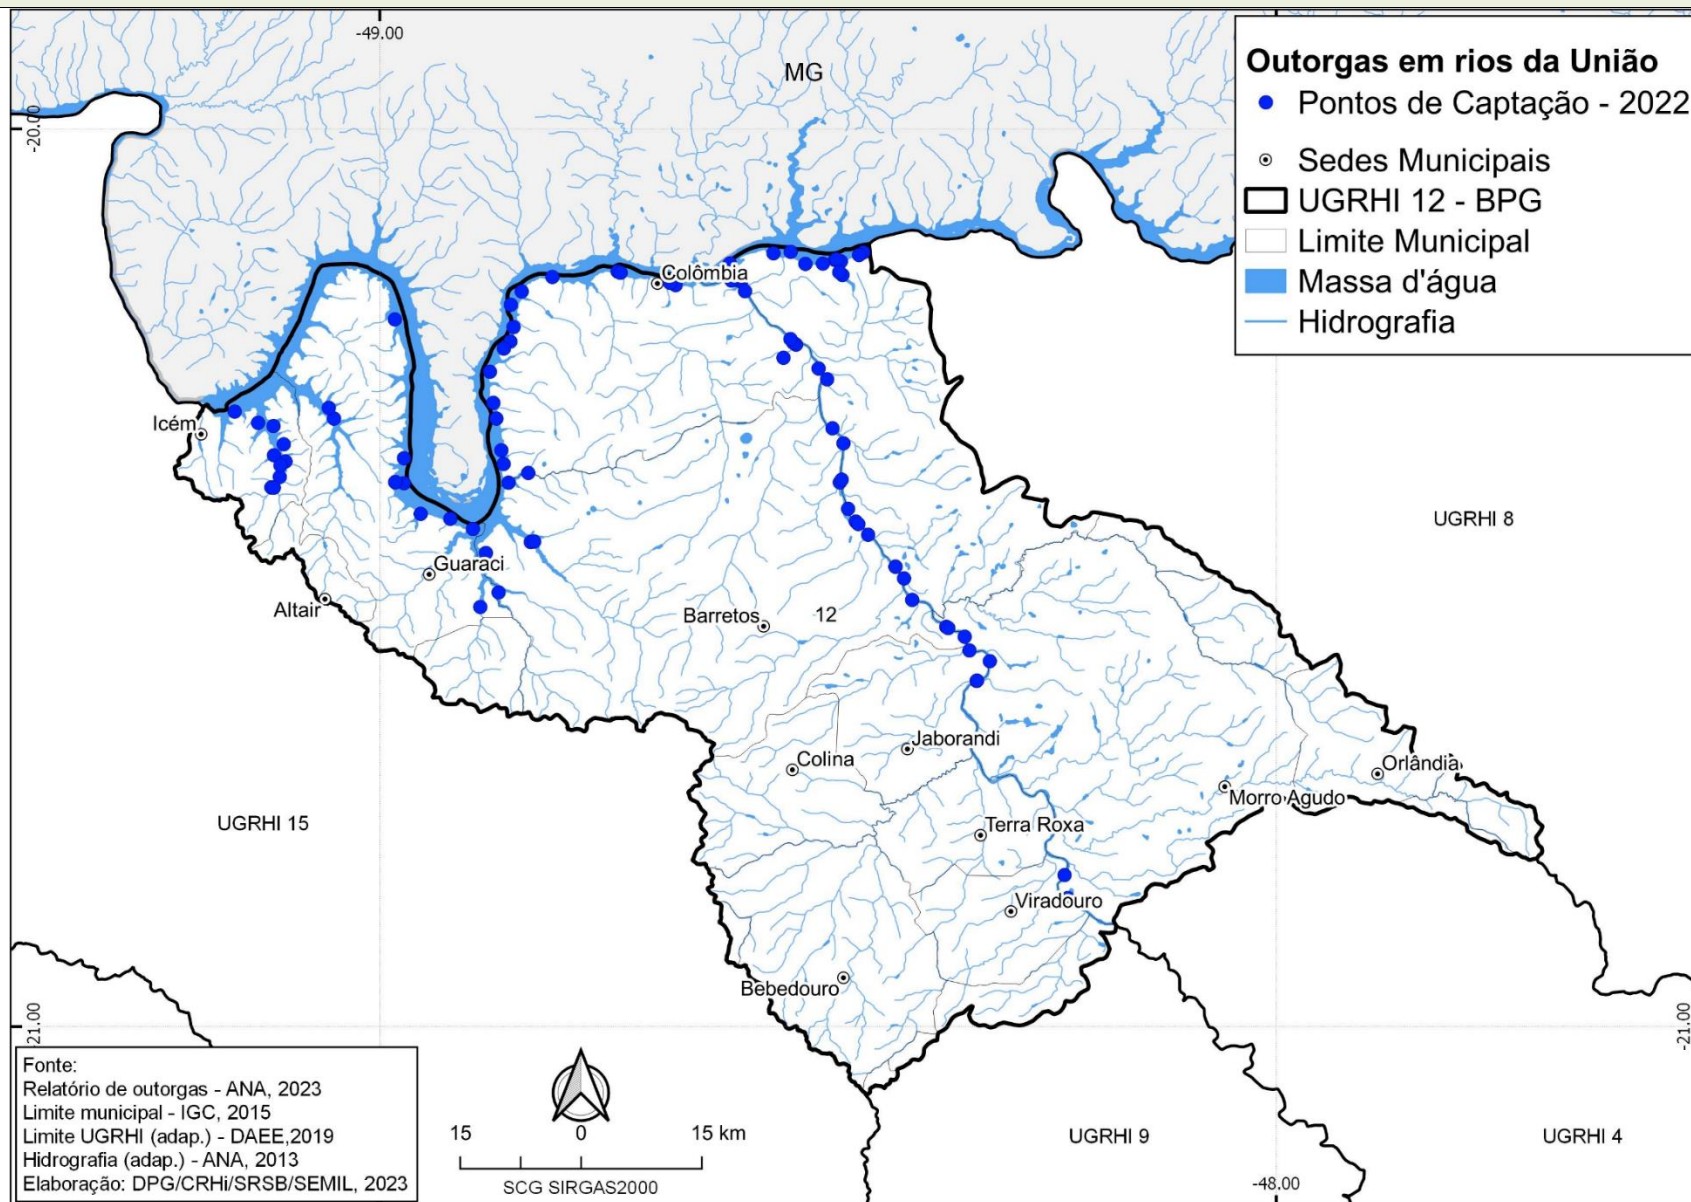 -49.00
MG
-20.00
Outorgas em rios da União
Pontos de Captação - 2022
Sedes Municipais
UGRHI 12 - BPG
Limite Municipal
Massa d'água
Hidrografia
Colômbia
Icém
UGRHI 8
Guaraci
Altair
Barretos
12
Jaborandi
Colina
Orlândia
Morro Agudo
UGRHI 15
Terra Roxa
Viradouro
Bebedouro
-21.00
-21.00
Fonte:
Relatório de outorgas - ANA, 2023
Limite municipal - IGC, 2015
Limite UGRHI (adap.) - DAEE,2019
Hidrografia (adap.) - ANA, 2013
Elaboração: DPG/CRHi/SRSB/SEMIL, 2023
15 0 15 km
SCG SIRGAS2000
UGRHI 9
UGRHI 4
-48.00